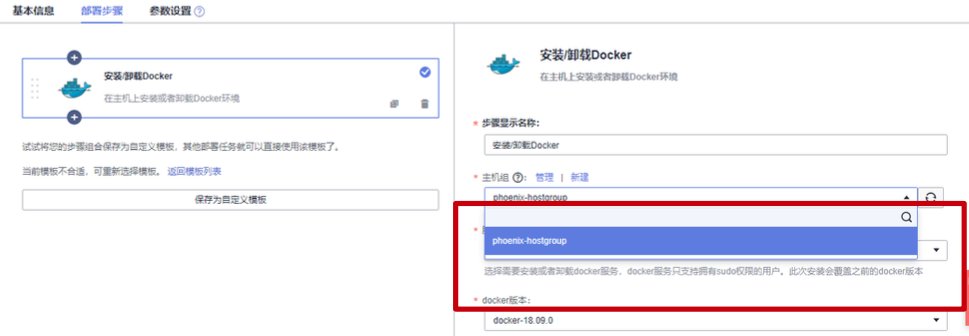 基本信息 部署步骤 参数设置
安装/卸载Docker
在主机上安装或者卸载Docker环境
试试将您的步骤组合保存为自定义模板，其他部署任务就可以直接使用该模板了。
当前模板不合适，可重新选择模板。 返回模板列表
保存为自定义模板
安装/卸载Docker
在主机上安装或者卸载Docker环境
* 步骤显示名称：
安装/卸载Docker
* 主机组 ： 管理 | 新建
phoenix-hostgroup
phoenix-hostgroup
选择需要安装或者卸载docker服务，docker服务只支持拥有sudo权限的用户。此次安装会覆盖之前的docker版本
* docker版本：
docker-18.09.0